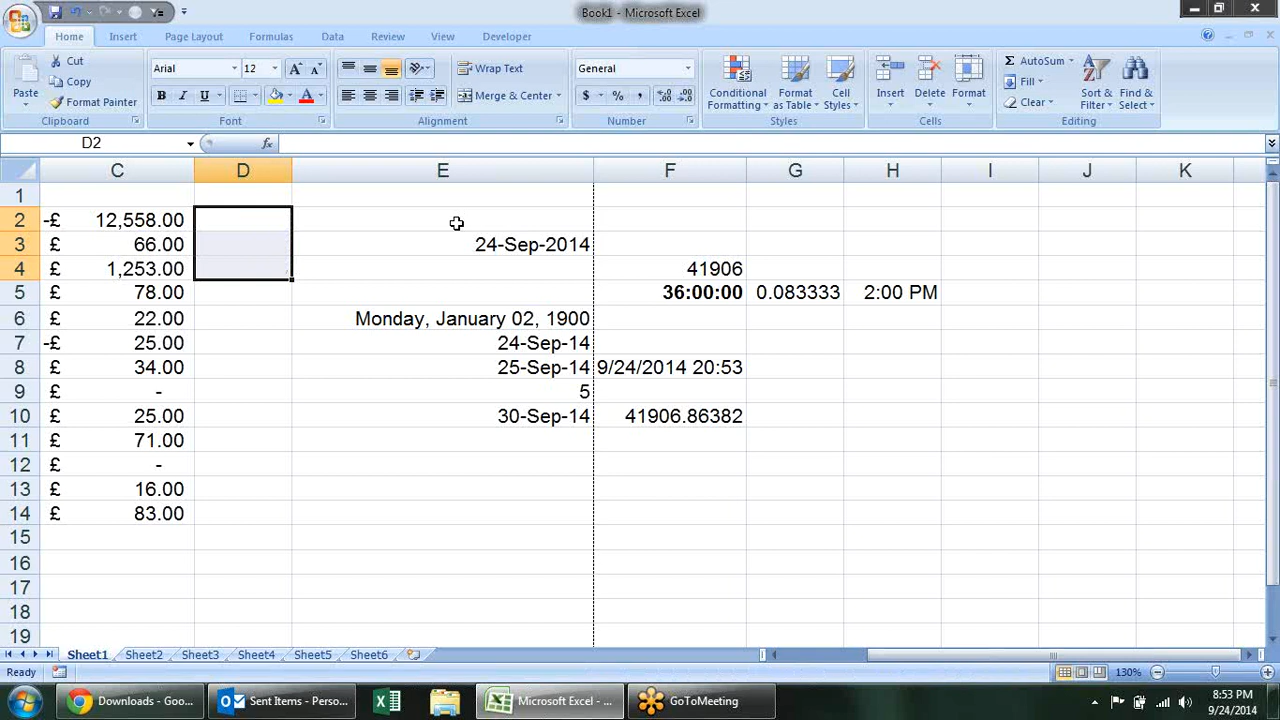 Book1 - Microsoft Excel
Home Insert Page Layout Formulas Data Review View Developer
Paste
Cut
Copy
Format Painter
Clipboard
Arial 12
B I U
Font
Wrap Text
Merge & Center
Alignment
General
$ % ,
Number
Conditional Formatting
Format as Table
Cell Styles
Styles
Insert
Delete
Format
Cells
Σ AutoSum
Fill
Clear
Sort & Filter
Find & Select
Editing
D2 fx
C D E F G H I J K
1
2 -£ 12,558.00
3 £ 66.00 24-Sep-2014
4 £ 1,253.00 41906
5 £ 78.00 36:00:00 0.083333 2:00 PM
6 £ 22.00 Monday, January 02, 1900
7 -£ 25.00 24-Sep-14
8 £ 34.00 25-Sep-14 9/24/2014 20:53
9 £ - 5
10 £ 25.00 30-Sep-14 41906.86382
11 £ 71.00
12 £ -
13 £ 16.00
14 £ 83.00
15
16
17
18
19
Sheet1 Sheet2 Sheet3 Sheet4 Sheet5 Sheet6
Ready 130%
Downloads - Goo... Sent Items - Perso... Microsoft Excel - ... GoToMeeting
8:53 PM
9/24/2014